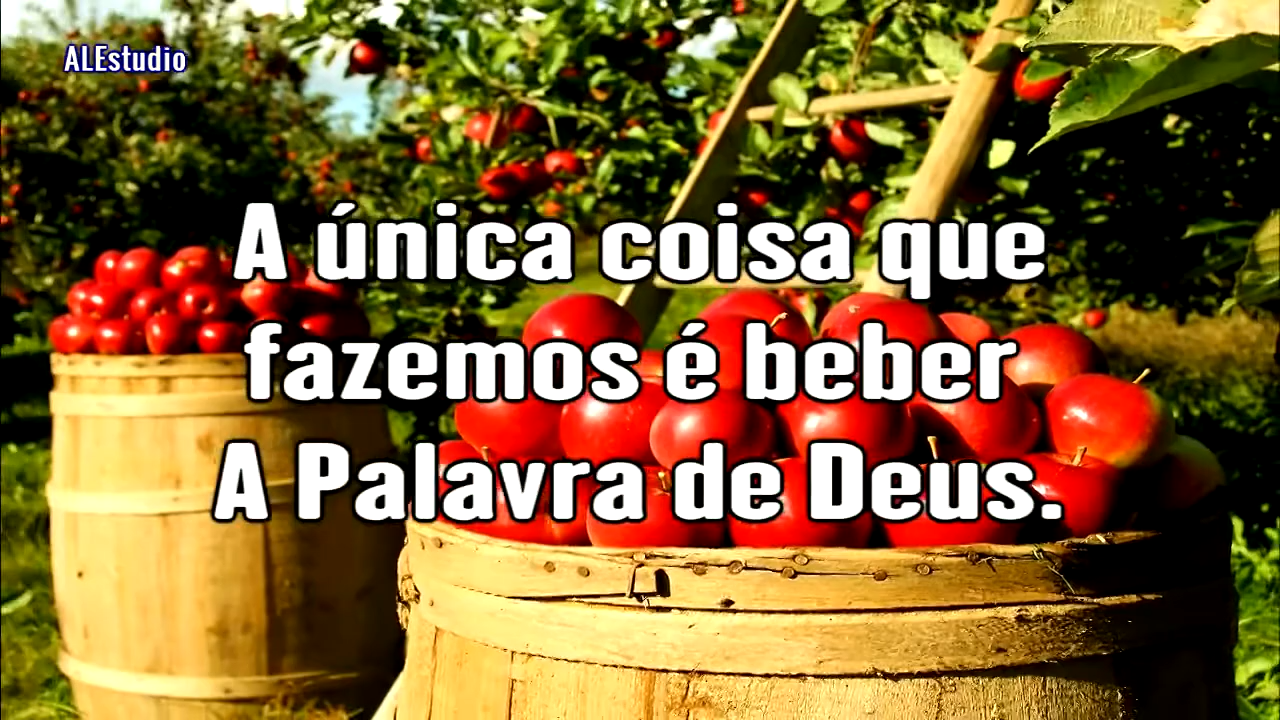 ALEstudio
A única coisa que
fazemos é beber
A Palavra de Deus.